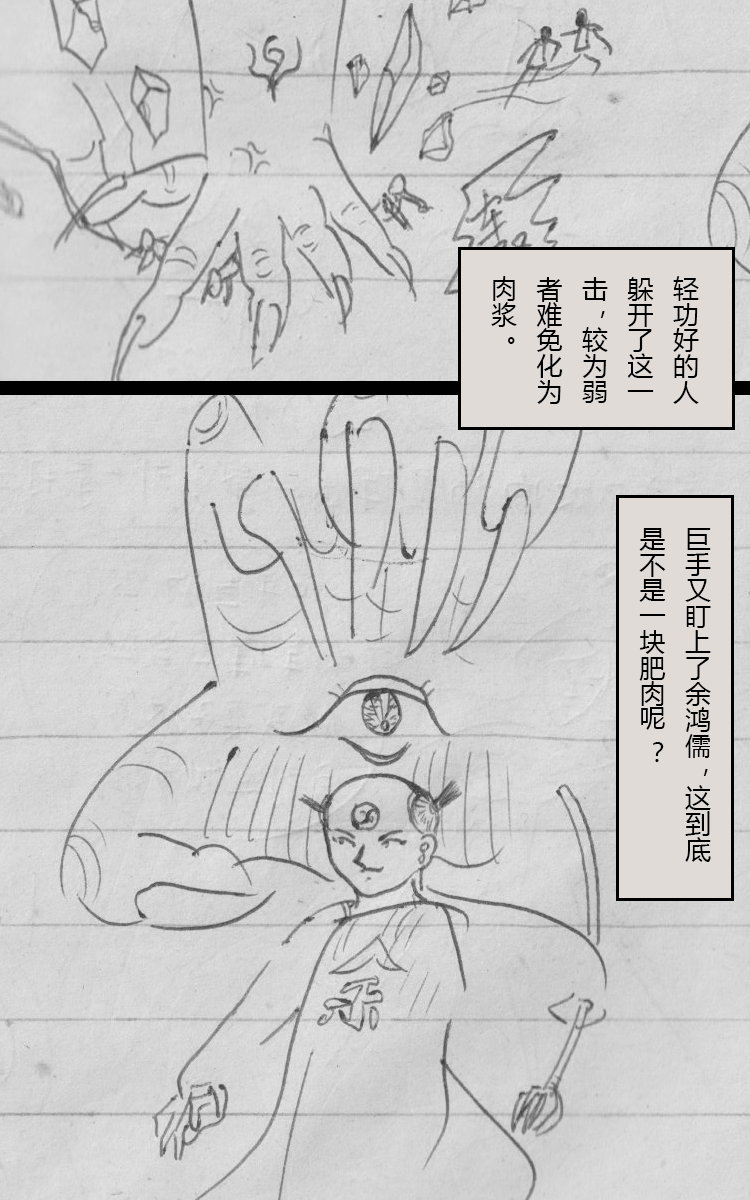 轻功好的人
躲开了这一
击，较为弱
者难免化为
肉浆。
巨手又盯上了余鸿儒，这到底
是不是一块肥肉呢？
余